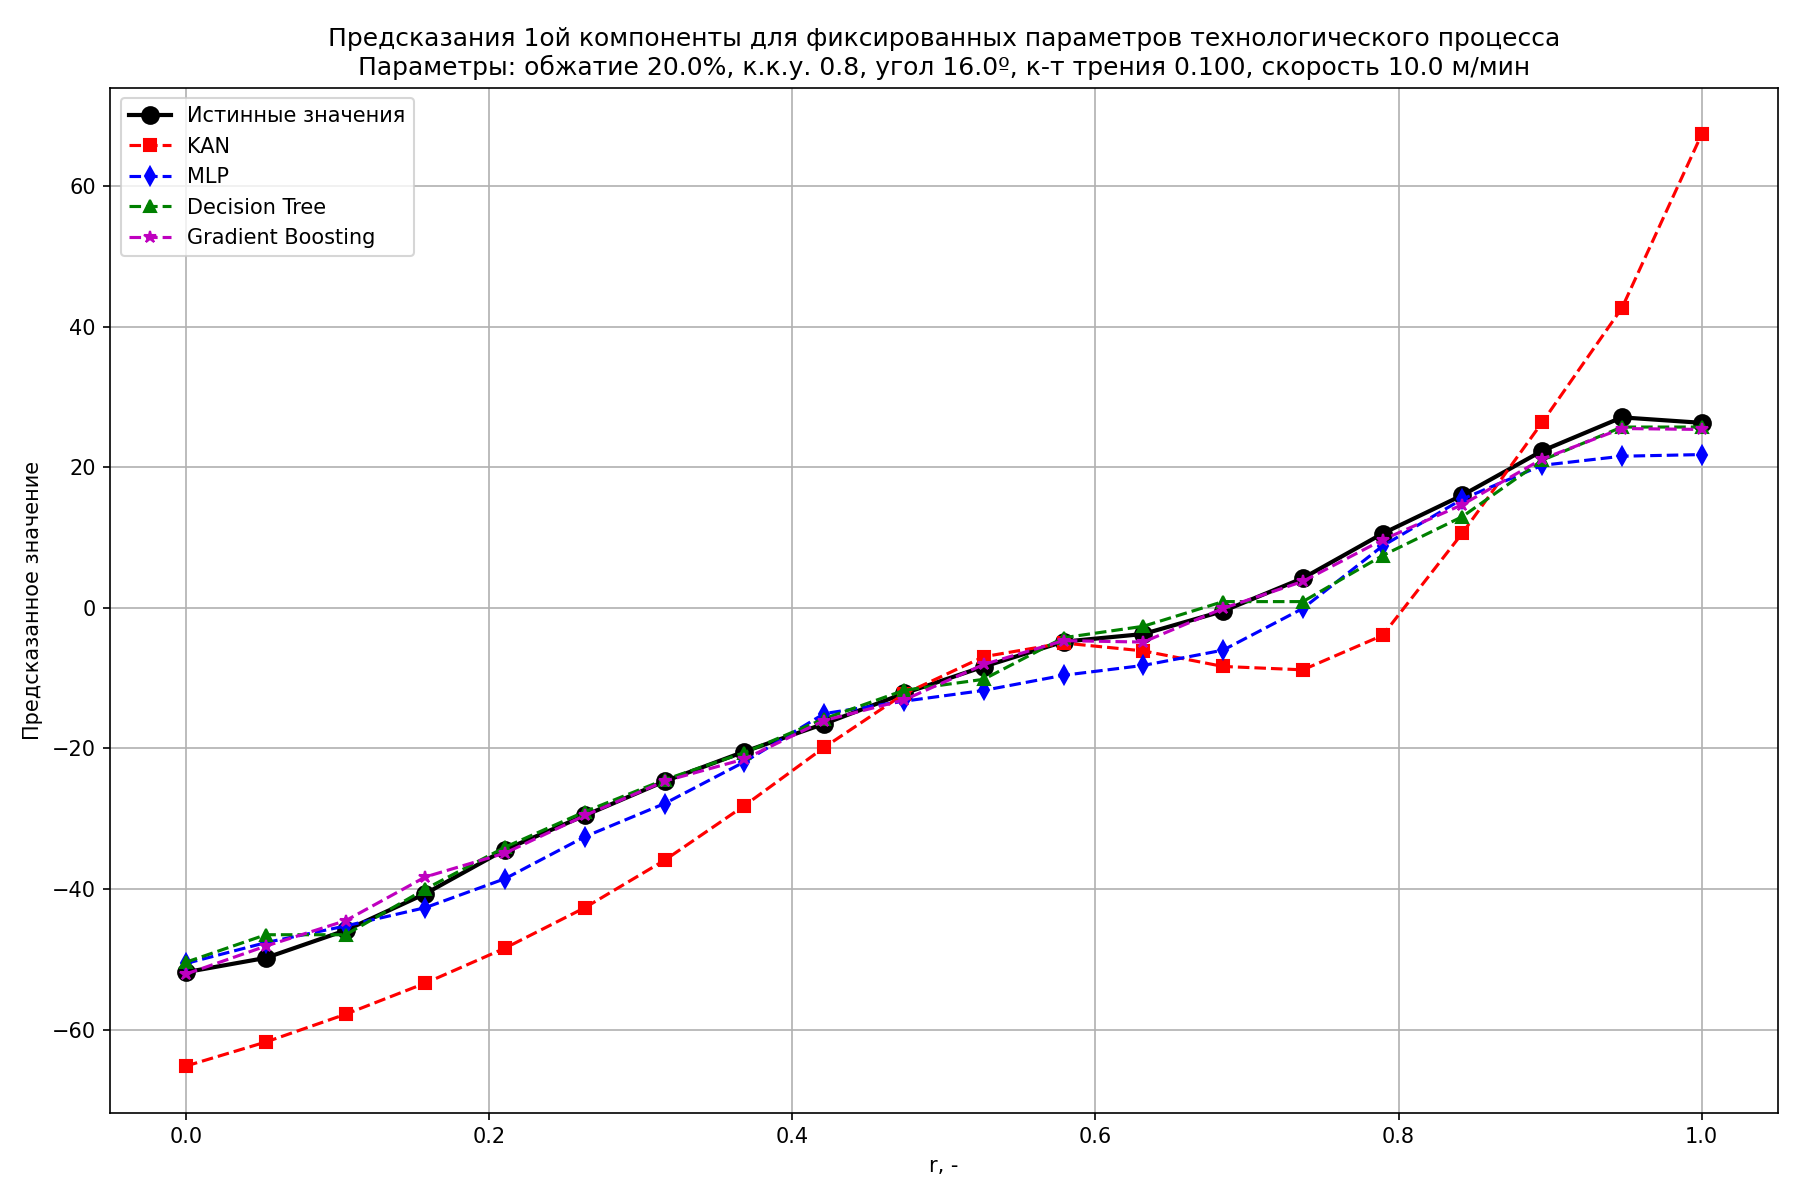 Предсказания 1ой компоненты для фиксированных параметров технологического процесса
Параметры: обжатие 20.0%, к.к.у. 0.8, угол 16.0º, к-т трения 0.100, скорость 10.0 м/мин
Истинные значения
KAN
MLP
Decision Tree
Gradient Boosting
Предсказанное значение
60
40
20
0
−20
−40
−60
0.0
0.2
0.4
0.6
0.8
1.0
r, -